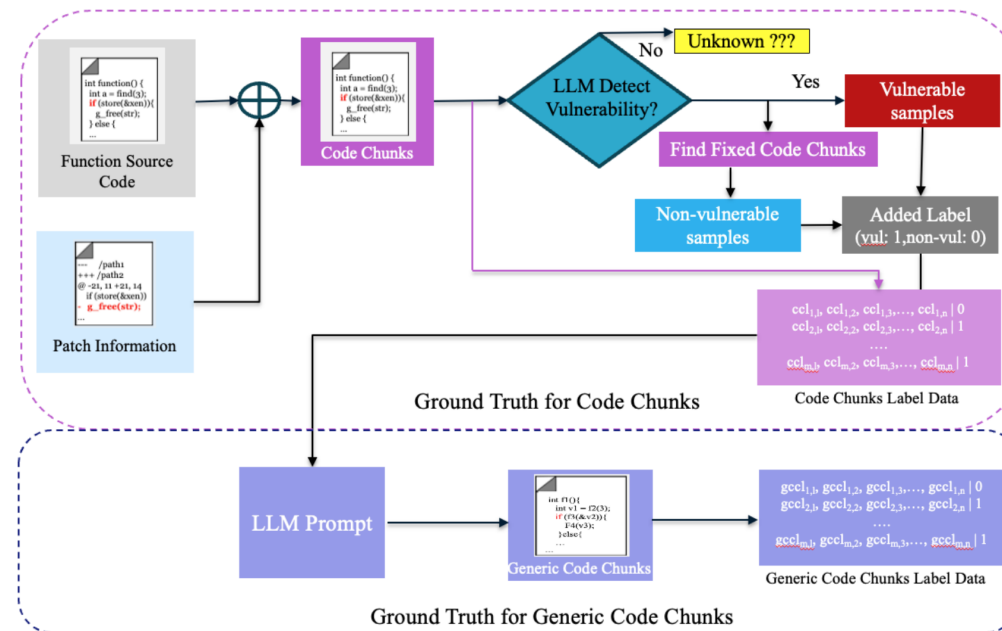 int function() {
int a = find(3);
if (store(&xen)){
g_free(str);
} else {
...
Function Source
Code
--- /path1
+++ /path2
@ -21, 11 +21, 14
if (store(&xen))
- g_free(str);
...
Patch Information
int function() {
int a = find(3);
if (store(&xen)){
g_free(str);
} else {
...
Code Chunks
LLM Detect
Vulnerability?
No
Unknown ???
Yes
Vulnerable
samples
Find Fixed Code Chunks
Non-vulnerable
samples
Added Label
(vul: 1,non-vul: 0)
ccl1,1, ccl1,2, ccl1,3,..., ccl1,n | 0
ccl2,1, ccl2,2, ccl2,3,..., ccl2,n | 1
....
cclm,1, cclm,2, cclm,3,..., cclm,n | 1
Code Chunks Label Data
Ground Truth for Code Chunks
LLM Prompt
int f1(){
int v1 = f2(3);
if (f3(&v2)){
F4(v3);
}else{
...
...
Generic Code Chunks
gccl1,1, gccl1,2, gccl1,3,..., gccl1,n | 0
gccl2,1, gccl2,2, gccl2,3,..., gccl2,n | 1
....
gcclm,1, gcclm,2, gcclm,3,..., gcclm,n | 1
Generic Code Chunks Label Data
Ground Truth for Generic Code Chunks